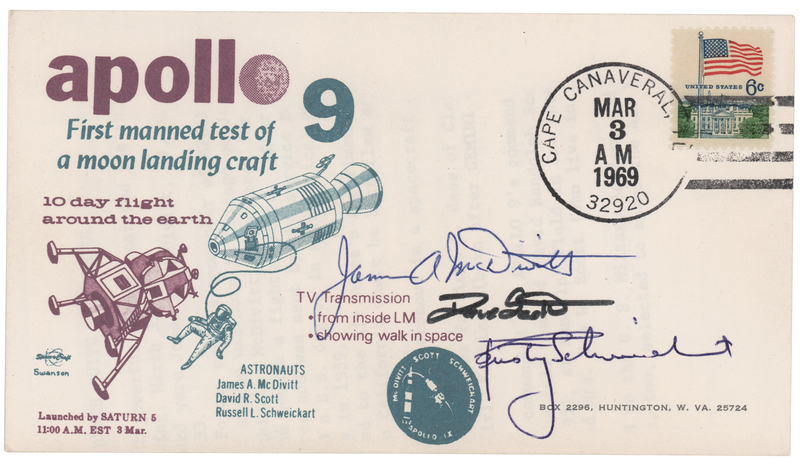 apollo 9
First manned test of
a moon landing craft
10 day flight
around the earth
TV Transmission
• from inside LM
• showing walk in space
SpaceCraft
Swanson
ASTRONAUTS
James A. McDivitt
David R. Scott
Russell L. Schweickart
Launched by SATURN 5
11:00 A.M. EST 3 Mar.
McDIVITT SCOTT SCHWEICKART
APOLLO IX
CAPE CANAVERAL,
MAR
3
AM
1969
32920
UNITED STATES 6c
James A McDivitt
Dave Scott
Rusty Schweickart
BOX 2296, HUNTINGTON, W. VA. 25724